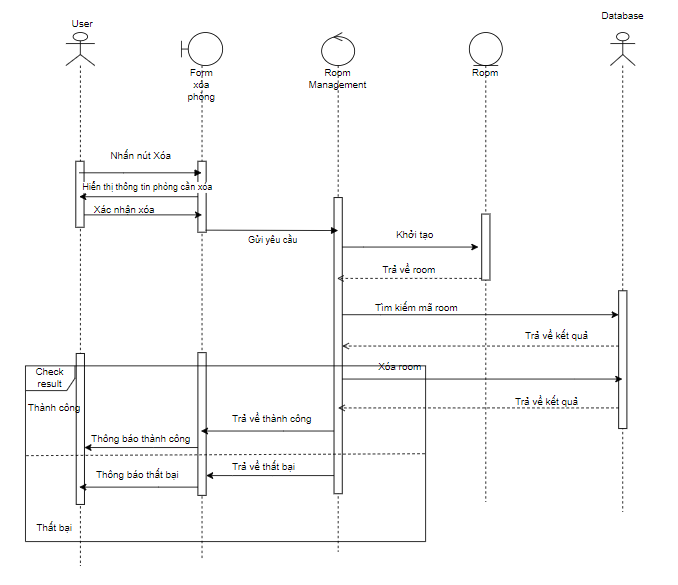 User
Database
Form
xóa
phòng
Room
Management
Room
Nhấn nút Xóa
Hiển thị thông tin phòng cần xóa
Xác nhận xóa
Gửi yêu cầu
Khởi tạo
Trả về room
Tìm kiếm mã room
Trả về kết quả
Check
result
Xóa room
Thành công
Trả về kết quả
Trả về thành công
Thông báo thành công
Trả về thất bại
Thông báo thất bại
Thất bại